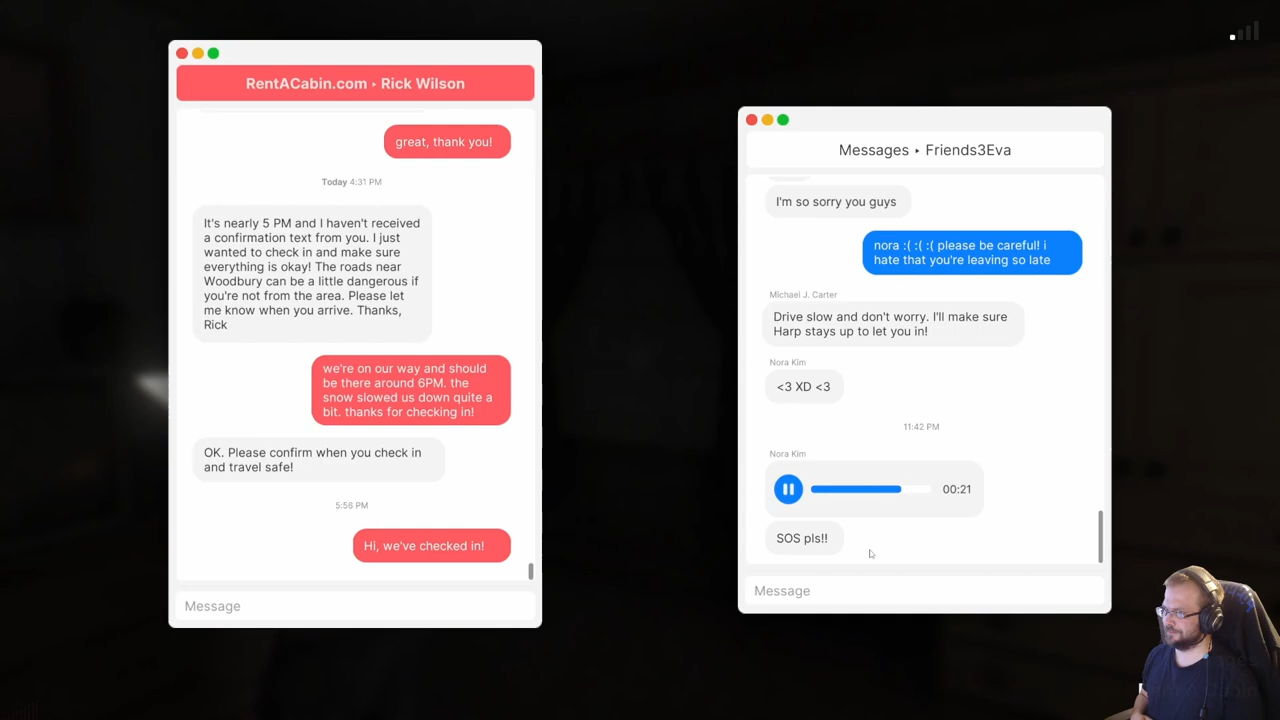 RentACabin.com ‣ Rick Wilson
great, thank you!
Today 4:31 PM
It's nearly 5 PM and I haven't received
a confirmation text from you. I just
wanted to check in and make sure
everything is okay! The roads near
Woodbury can be a little dangerous if
you're not from the area. Please let
me know when you arrive. Thanks,
Rick
we're on our way and should
be there around 6PM. the
snow slowed us down quite a
bit. thanks for checking in!
OK. Please confirm when you check in
and travel safe!
5:56 PM
Hi, we've checked in!
Message
Messages ‣ Friends3Eva
I'm so sorry you guys
nora :( :( :( please be careful! i
hate that you're leaving so late
Michael J. Carter
Drive slow and don't worry. I'll make sure
Harp stays up to let you in!
Nora Kim
<3 XD <3
11:42 PM
Nora Kim
00:21
SOS pls!!
Message